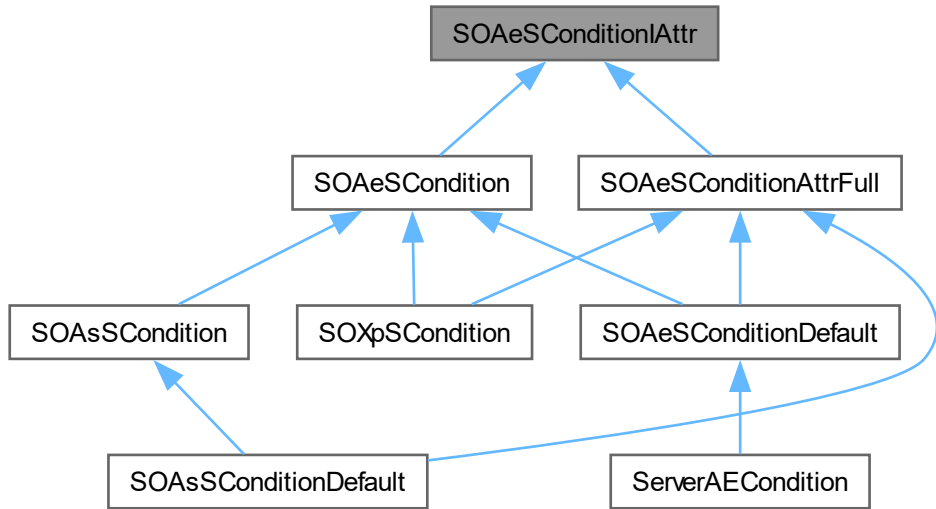 SOAeSConditionIAttr
SOAeSCondition
SOAeSConditionAttrFull
SOAsSCondition
SOXpSCondition
SOAeSConditionDefault
SOAsSConditionDefault
ServerAECondition